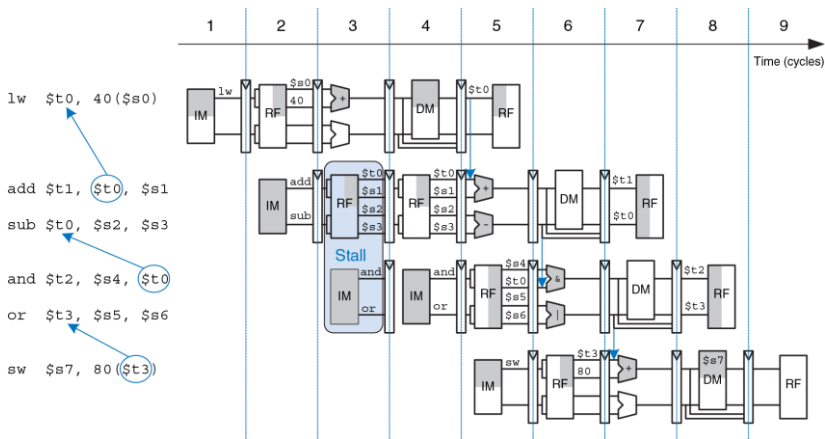 1 2 3 4 5 6 7 8 9
Time (cycles)
lw $t0, 40($s0)
IM lw RF $s0 40 + DM $t0 RF
add $t1, $t0, $s1
sub $t0, $s2, $s3
IM add sub RF $t0 $s1 $s2 $s3 RF $t0 $s1 $s2 $s3 + - DM $t1 $t0 RF
Stall
and $t2, $s4, $t0
or $t3, $s5, $s6
IM and or IM and or RF $s4 $t0 $s5 $s6 & | DM $t2 $t3 RF
sw $s7, 80($t3)
IM sw RF $t3 80 + $s7 DM RF